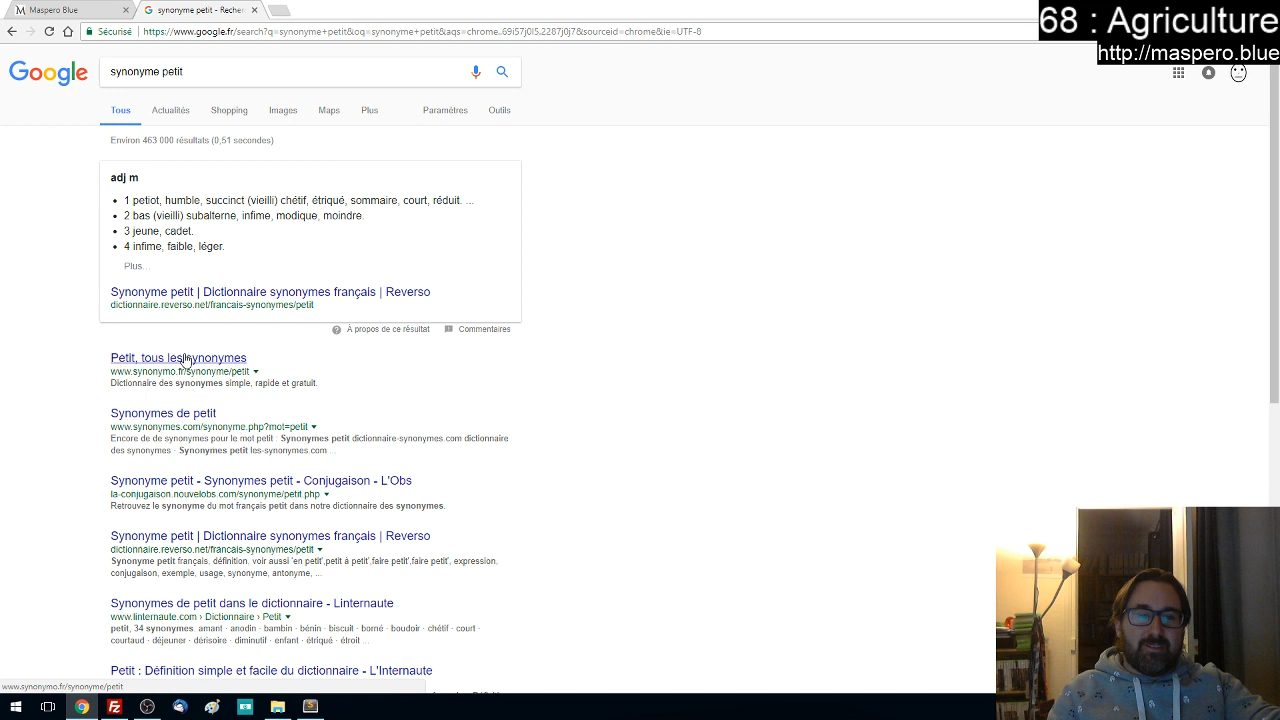 Maspero Blue
synonyme petit - Recher
68 : Agriculture
Sécurisé
https://www.google.fr/search?q=synonyme+petit&oq=synonyme+petit&aqs=chrome..69i57j0l5.2287j0j7&sourceid=chrome&ie=UTF-8
http://maspero.blue
Google
synonyme petit
Tous Actualités Shopping Images Maps Plus Paramètres Outils
Environ 463 000 résultats (0,51 secondes)
adj m
1 petiot, humble, succinct (vieilli) chétif, étriqué, sommaire, court, réduit. ...
2 bas (vieilli) subalterne, infime, modique, moindre.
3 jeune, cadet.
4 infime, faible, léger.
Plus...
Synonyme petit | Dictionnaire synonymes français | Reverso
dictionnaire.reverso.net/francais-synonymes/petit
À propos de ce résultat Commentaires
Petit, tous les synonymes
www.synonymo.fr/synonyme/petit
Dictionnaire des synonymes simple, rapide et gratuit.
Synonymes de petit
www.synonymes.com/synonyme.php?mot=petit
Encore de de synonymes pour le mot petit : Synonymes petit dictionnaire-synonymes.com dictionnaire
des synonymes · Synonymes petit les-synonymes.com ...
Synonyme petit - Synonymes petit - Conjugaison - L'Obs
la-conjugaison.nouvelobs.com/synonyme/petit.php
Retrouvez le synonyme du mot français petit dans notre dictionnaire des synonymes.
Synonyme petit | Dictionnaire synonymes français | Reverso
dictionnaire.reverso.net/francais-synonymes/petit
Synonyme petit français, définition, voir aussi 'en petit',petit à petit',faire petit',faire petit', expression,
conjugaison, exemple, usage, synonyme, antonyme, ...
Synonymes de petit dans le dictionnaire - Linternaute
www.linternaute.com › Dictionnaire › Petit
petit, 34 synonymes. amant · anodin · bambin · bénin · biscuit · borné · boudoir · chétif · court ·
courtaud · déjeuner · dérisoire · diminutif · enfant · étriqué · étroit ...
Petit : Définition simple et facile du dictionnaire - L'Internaute
www.synonymo.fr/synonyme/petit